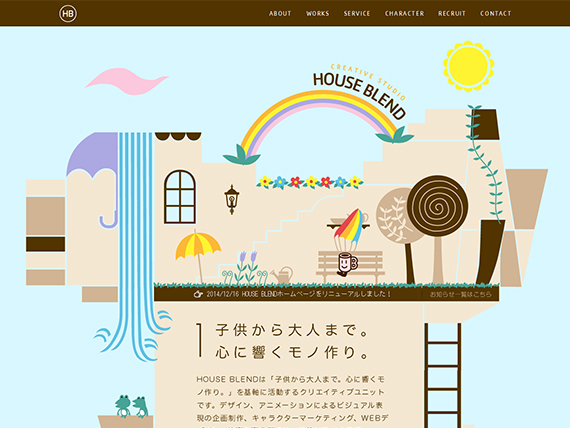 HB
ABOUT WORKS SERVICE CHARACTER RECRUIT CONTACT
CREATIVE STUDIO
HOUSE BLEND
2014/12/16 HOUSE BLENDホームページをリニューアルしました！ お知らせ一覧はこちら
子供から大人まで。
心に響くモノ作り。
HOUSE BLENDは「子供から大人まで。心に響くモ
ノ作り。」を基軸に活動するクリエイティブユニット
です。デザイン、アニメーションによるビジュアル表
現の企画制作、キャラクターマーケティング、WEBデ